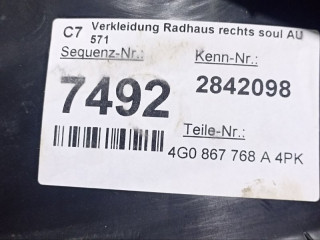 C7 Verkleidung Radhaus rechts soul AU
571
Sequenz-Nr.: Kenn-Nr.:
7492 2842098
Teile-Nr.:
4G0 867 768 A 4PK